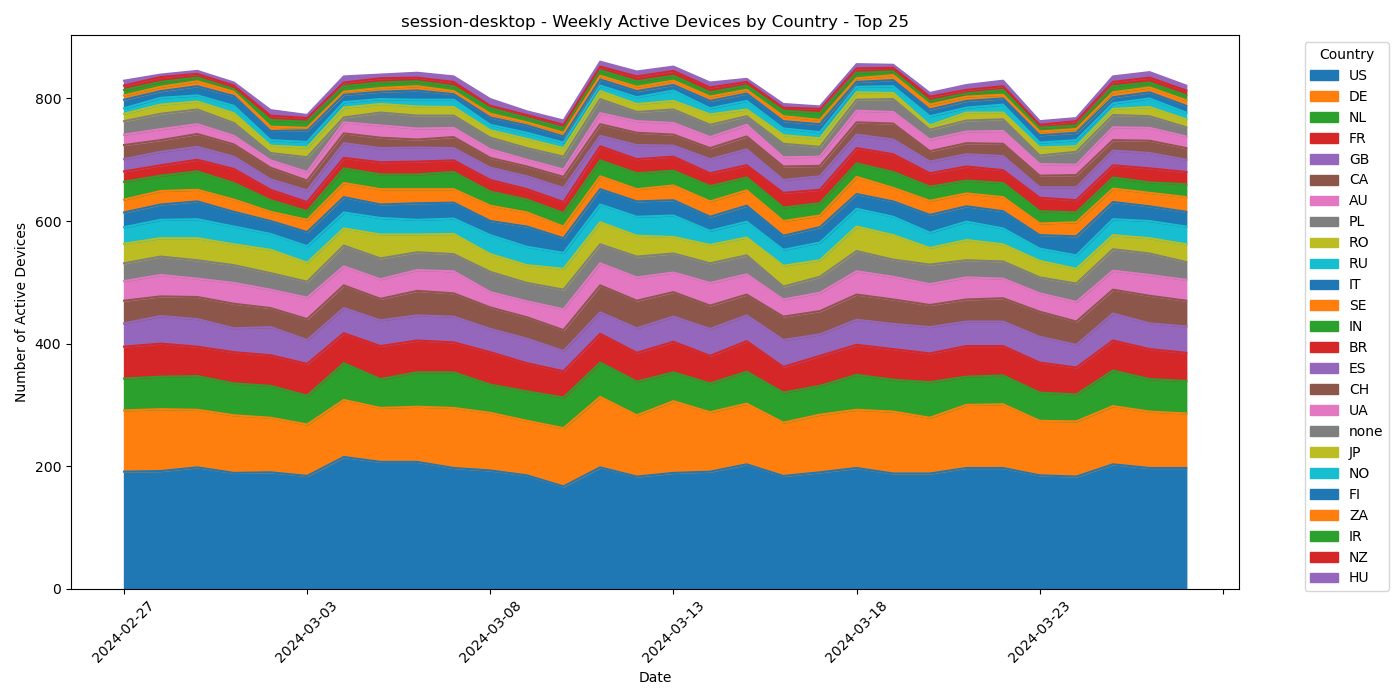 session-desktop - Weekly Active Devices by Country - Top 25
Number of Active Devices
800
600
400
200
0
2024-02-27
2024-03-03
2024-03-08
2024-03-13
2024-03-18
2024-03-23
Date
Country
US
DE
NL
FR
GB
CA
AU
PL
RO
RU
IT
SE
IN
BR
ES
CH
UA
none
JP
NO
FI
ZA
IR
NZ
HU